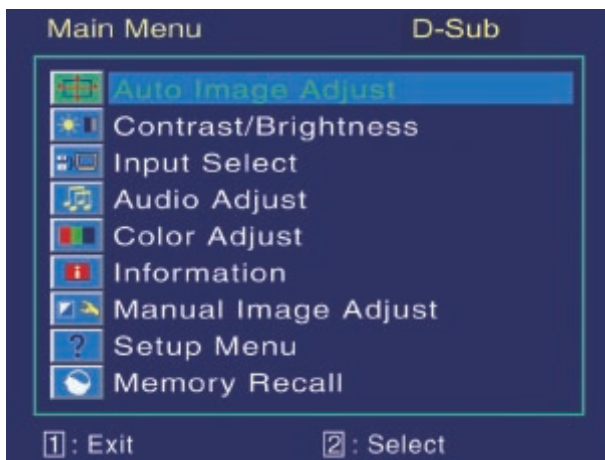 Main Menu D-Sub
Auto Image Adjust
Contrast/Brightness
Input Select
Audio Adjust
Color Adjust
Information
Manual Image Adjust
Setup Menu
? Memory Recall
1: Exit 2: Select